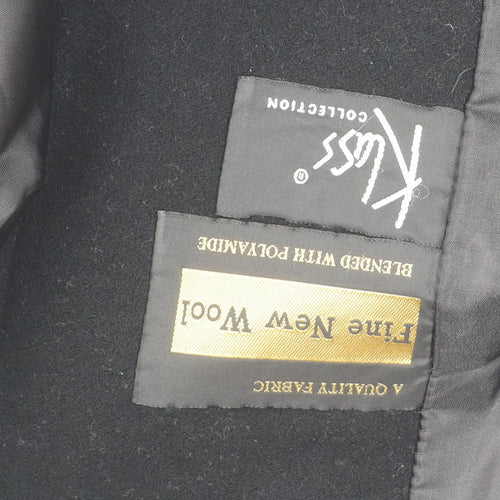 A QUALITY FABRIC
Fine New Wool
BLENDED WITH POLYAMIDE
Klass®
COLLECTION